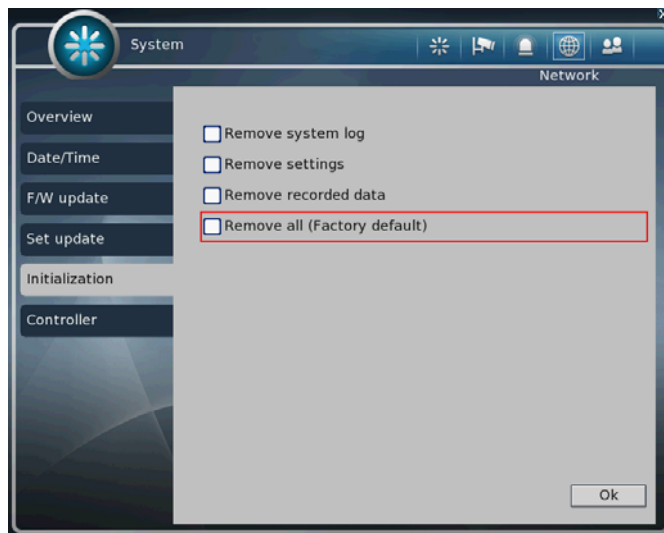 System
Network
Overview
Date/Time
F/W update
Set update
Initialization
Controller
Remove system log
Remove settings
Remove recorded data
Remove all (Factory default)
Ok